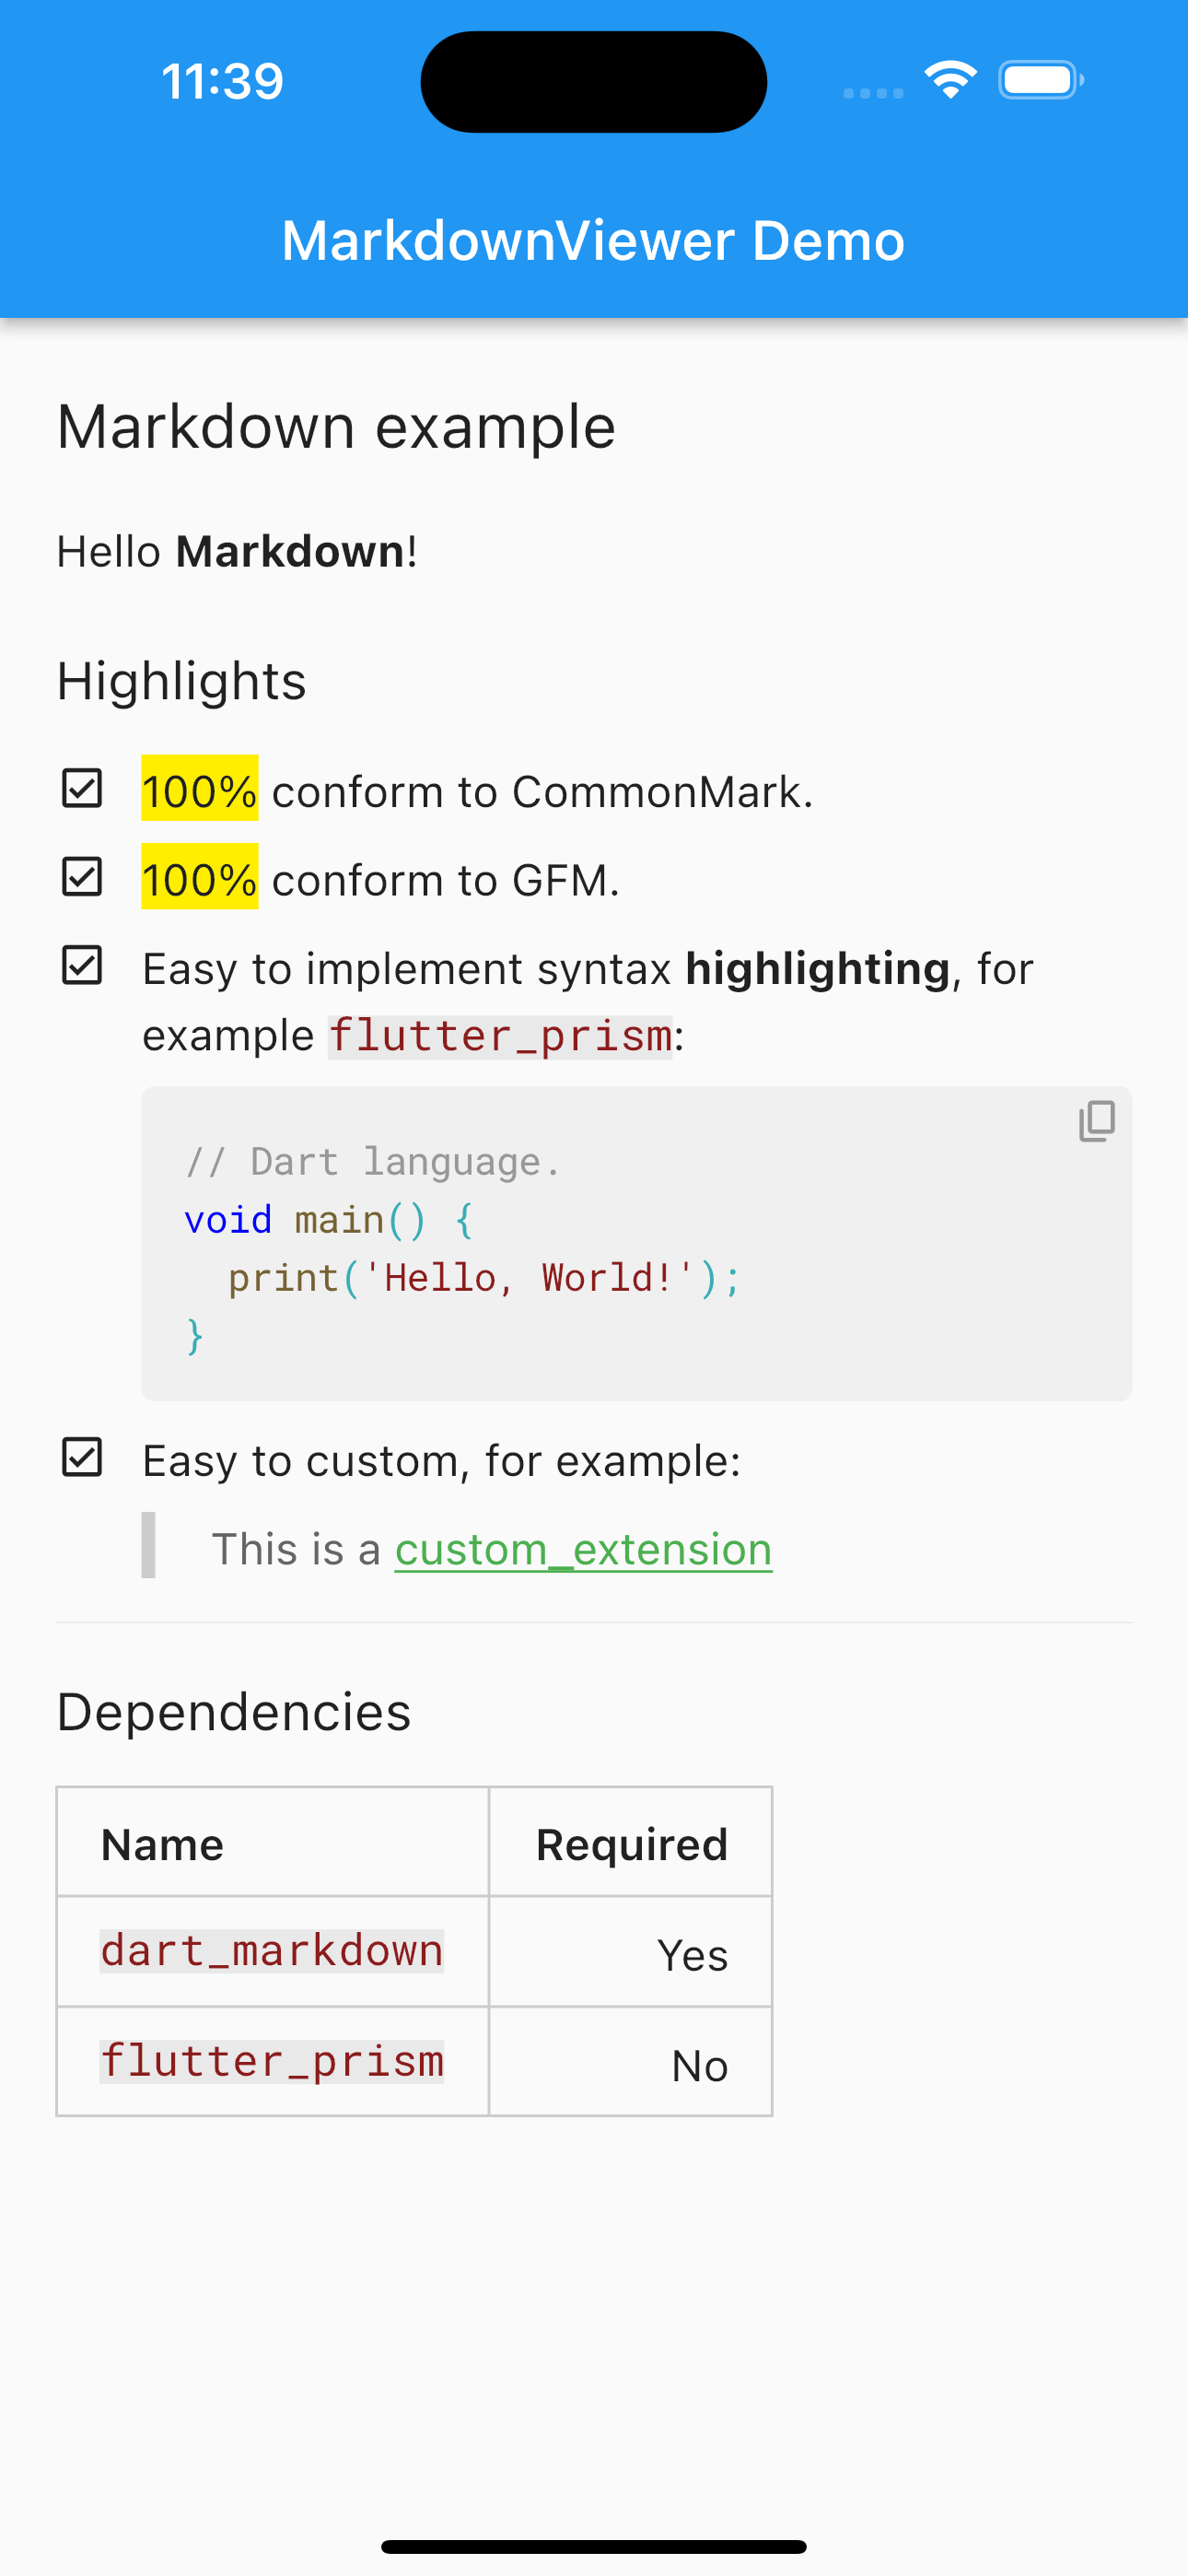 11:39
MarkdownViewer Demo
Markdown example
Hello Markdown!
Highlights
100% conform to CommonMark.
100% conform to GFM.
Easy to implement syntax highlighting, for
example flutter_prism:
// Dart language.
void main() {
  print('Hello, World!');
}
Easy to custom, for example:
This is a custom_extension
Dependencies
Name Required
dart_markdown Yes
flutter_prism No